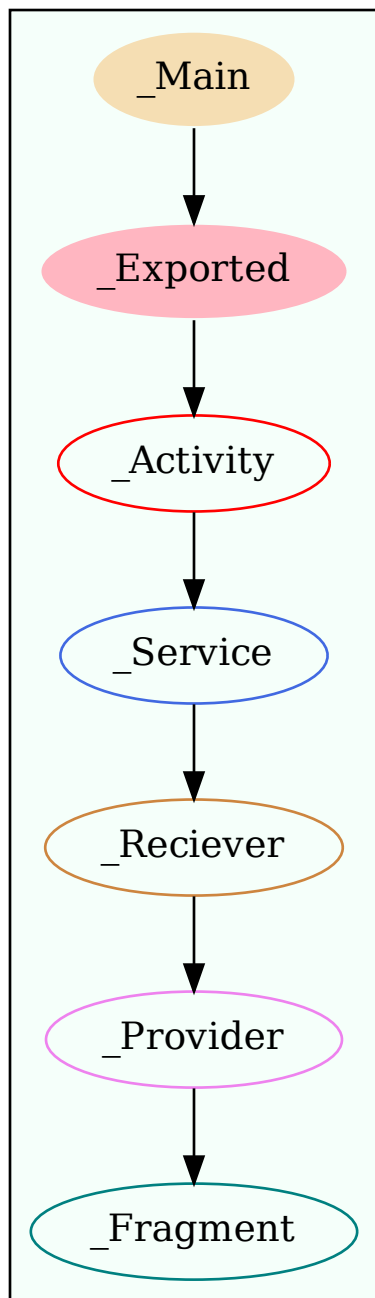 _Main
_Exported
_Activity
_Service
_Reciever
_Provider
_Fragment